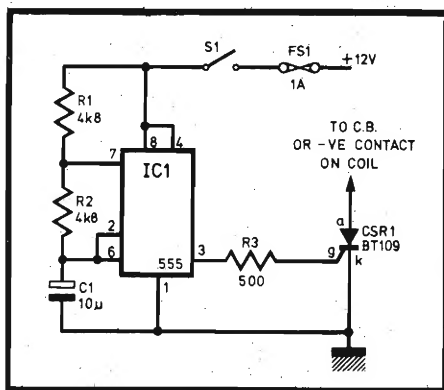 S1
FS1
+12V
1A
R1
4k8
8
4
7
IC1
TO C.B.
OR -VE CONTACT
ON COIL
R2
4k8
2
6
3
R3
500
a
CSR1
BT109
g
k
555
C1
10μ
1